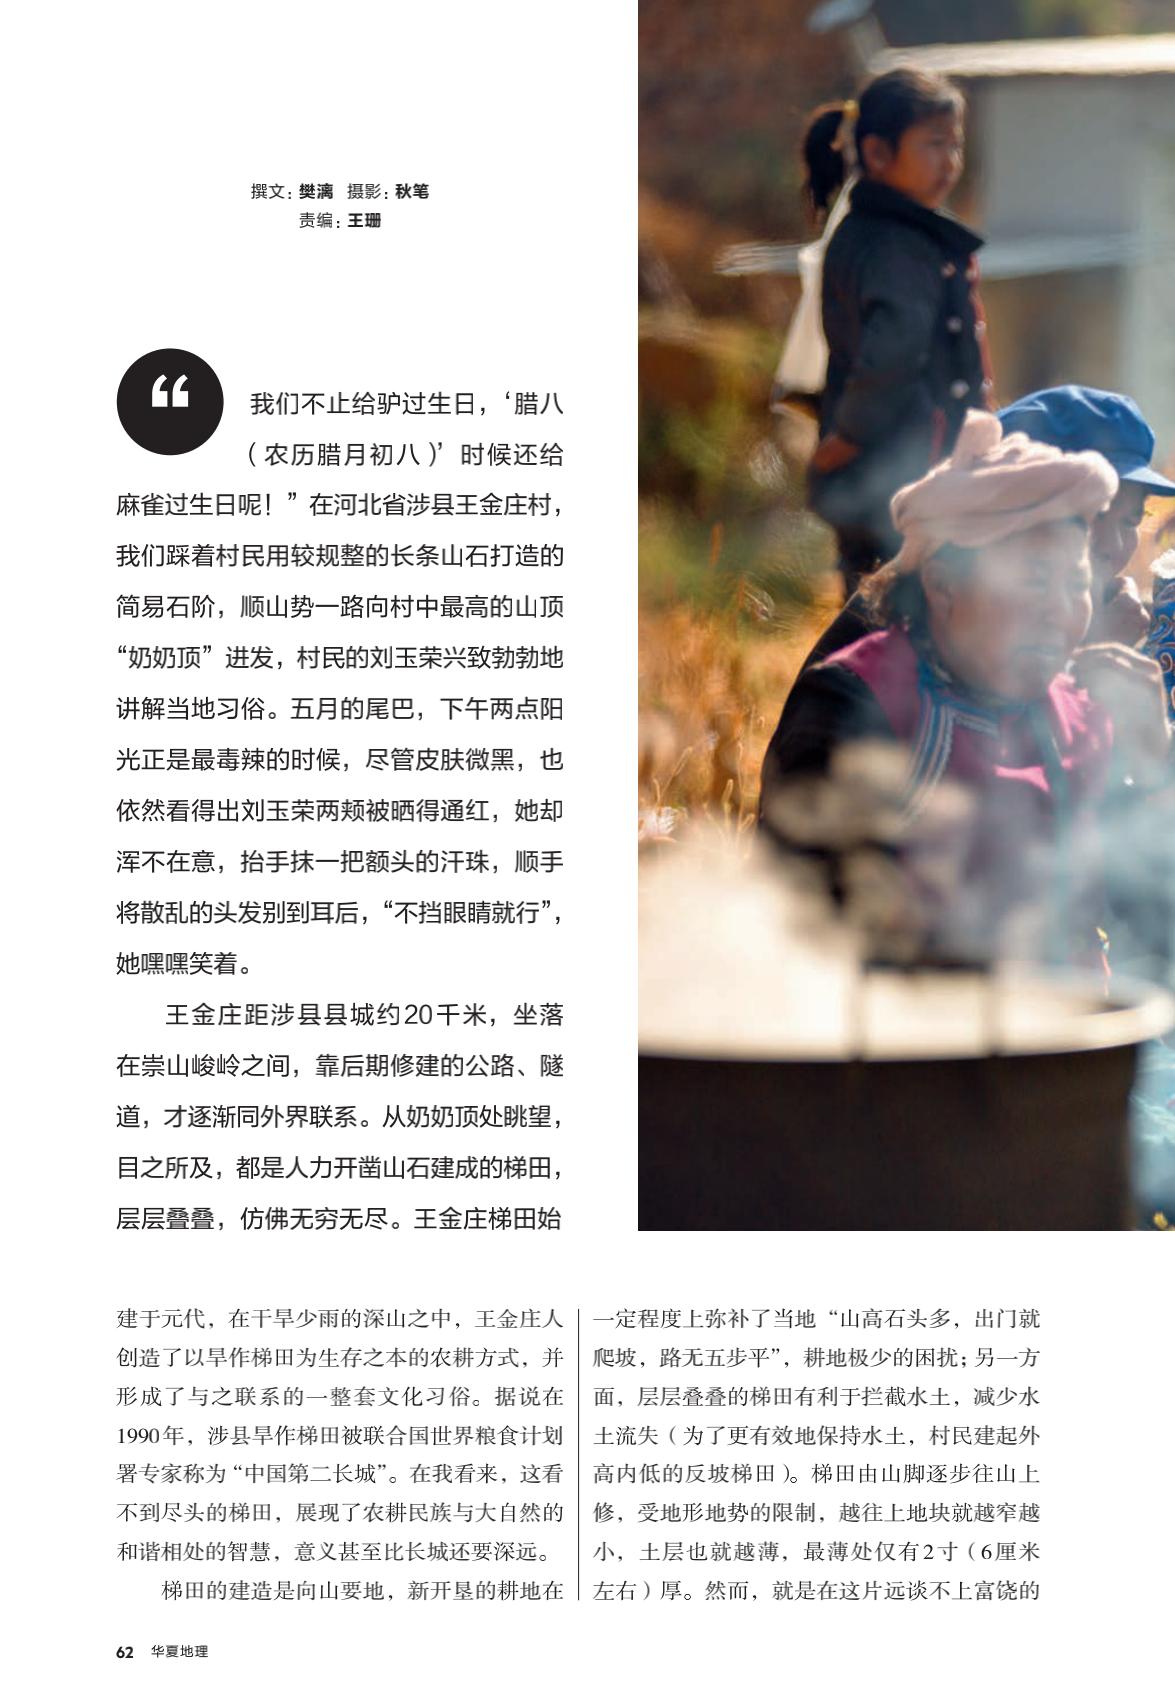 撰文：樊漓 摄影：秋笔
责编：王珊
“
我们不止给驴过生日，‘腊八
（农历腊月初八）’时候还给
麻雀过生日呢！”在河北省涉县王金庄村，
我们踩着村民用较规整的长条山石打造的
简易石阶，顺山势一路向村中最高的山顶
“奶奶顶”进发，村民的刘玉荣兴致勃勃地
讲解当地习俗。五月的尾巴，下午两点阳
光正是最毒辣的时候，尽管皮肤微黑，也
依然看得出刘玉荣两颊被晒得通红，她却
浑不在意，抬手抹一把额头的汗珠，顺手
将散乱的头发别到耳后，“不挡眼睛就行”，
她嘿嘿笑着。
王金庄距涉县县城约20千米，坐落
在崇山峻岭之间，靠后期修建的公路、隧
道，才逐渐同外界联系。从奶奶顶处眺望，
目之所及，都是人力开凿山石建成的梯田，
层层叠叠，仿佛无穷无尽。王金庄梯田始
建于元代，在干旱少雨的深山之中，王金庄人
创造了以旱作梯田为生存之本的农耕方式，并
形成了与之联系的一整套文化习俗。据说在
1990年，涉县旱作梯田被联合国世界粮食计划
署专家称为“中国第二长城”。在我看来，这看
不到尽头的梯田，展现了农耕民族与大自然的
和谐相处的智慧，意义甚至比长城还要深远。
梯田的建造是向山要地，新开垦的耕地在
一定程度上弥补了当地“山高石头多，出门就
爬坡，路无五步平”，耕地极少的困扰；另一方
面，层层叠叠的梯田有利于拦截水土，减少水
土流失（为了更有效地保持水土，村民建起外
高内低的反坡梯田）。梯田由山脚逐步往山上
修，受地形地势的限制，越往上地块就越窄越
小，土层也就越薄，最薄处仅有2寸（6厘米
左右）厚。然而，就是在这片远谈不上富饶的
62 华夏地理